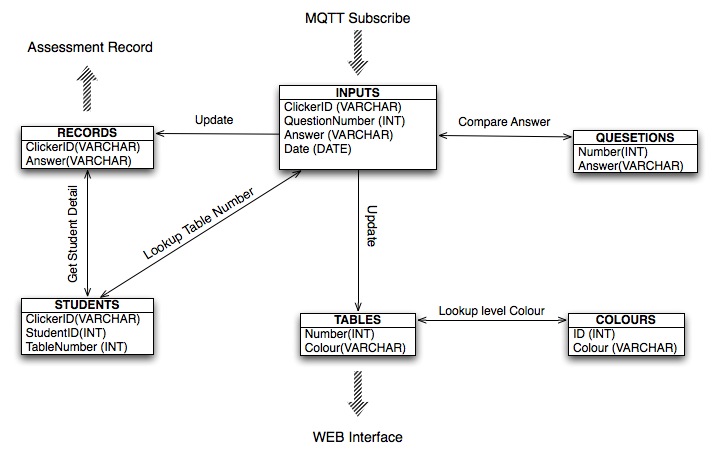 MQTT Subscribe
Assessment Record
INPUTS
ClickerID (VARCHAR)
QuestionNumber (INT)
Answer (VARCHAR)
Date (DATE)
Update
Compare Answer
RECORDS
ClickerID(VARCHAR)
Answer(VARCHAR)
QUESETIONS
Number(INT)
Answer(VARCHAR)
Get Student Detail
Lookup Table Number
Update
STUDENTS
ClickerID(VARCHAR)
StudentID(INT)
TableNumber (INT)
TABLES
Number(INT)
Colour(VARCHAR)
Lookup level Colour
COLOURS
ID (INT)
Colour (VARCHAR)
WEB Interface